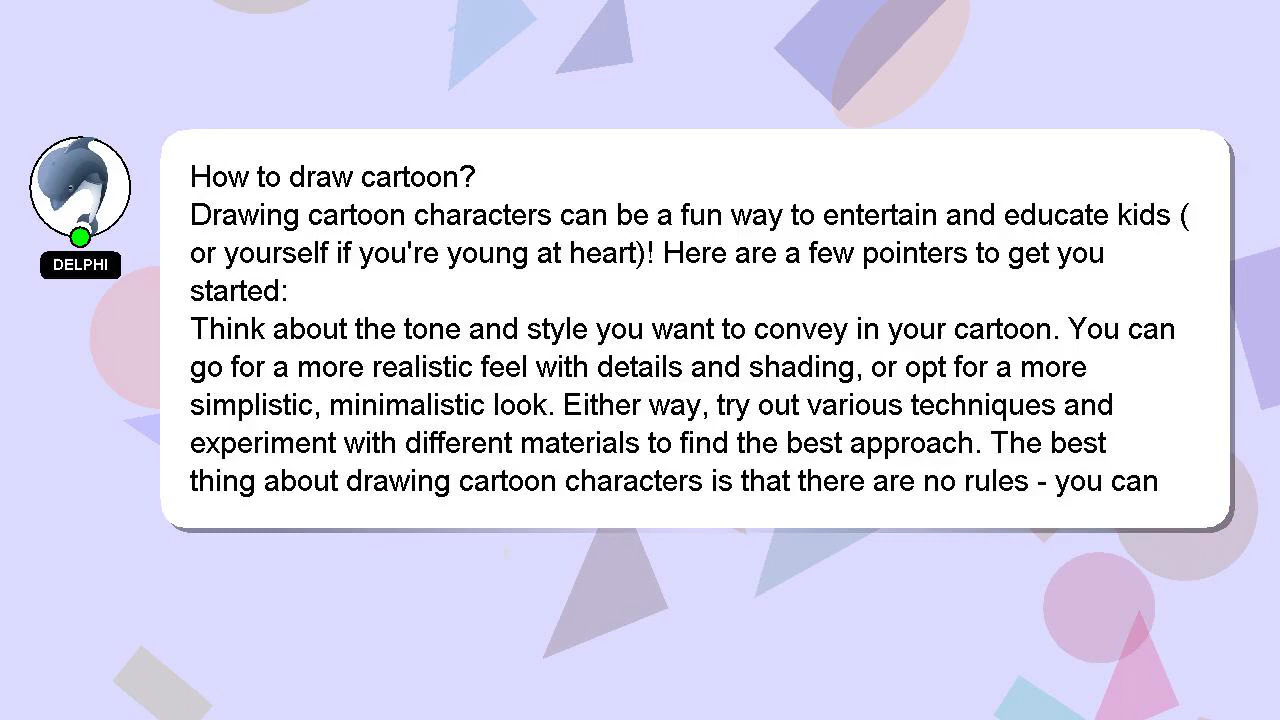 DELPHI
How to draw cartoon?
Drawing cartoon characters can be a fun way to entertain and educate kids (
or yourself if you're young at heart)! Here are a few pointers to get you
started:
Think about the tone and style you want to convey in your cartoon. You can
go for a more realistic feel with details and shading, or opt for a more
simplistic, minimalistic look. Either way, try out various techniques and
experiment with different materials to find the best approach. The best
thing about drawing cartoon characters is that there are no rules - you can